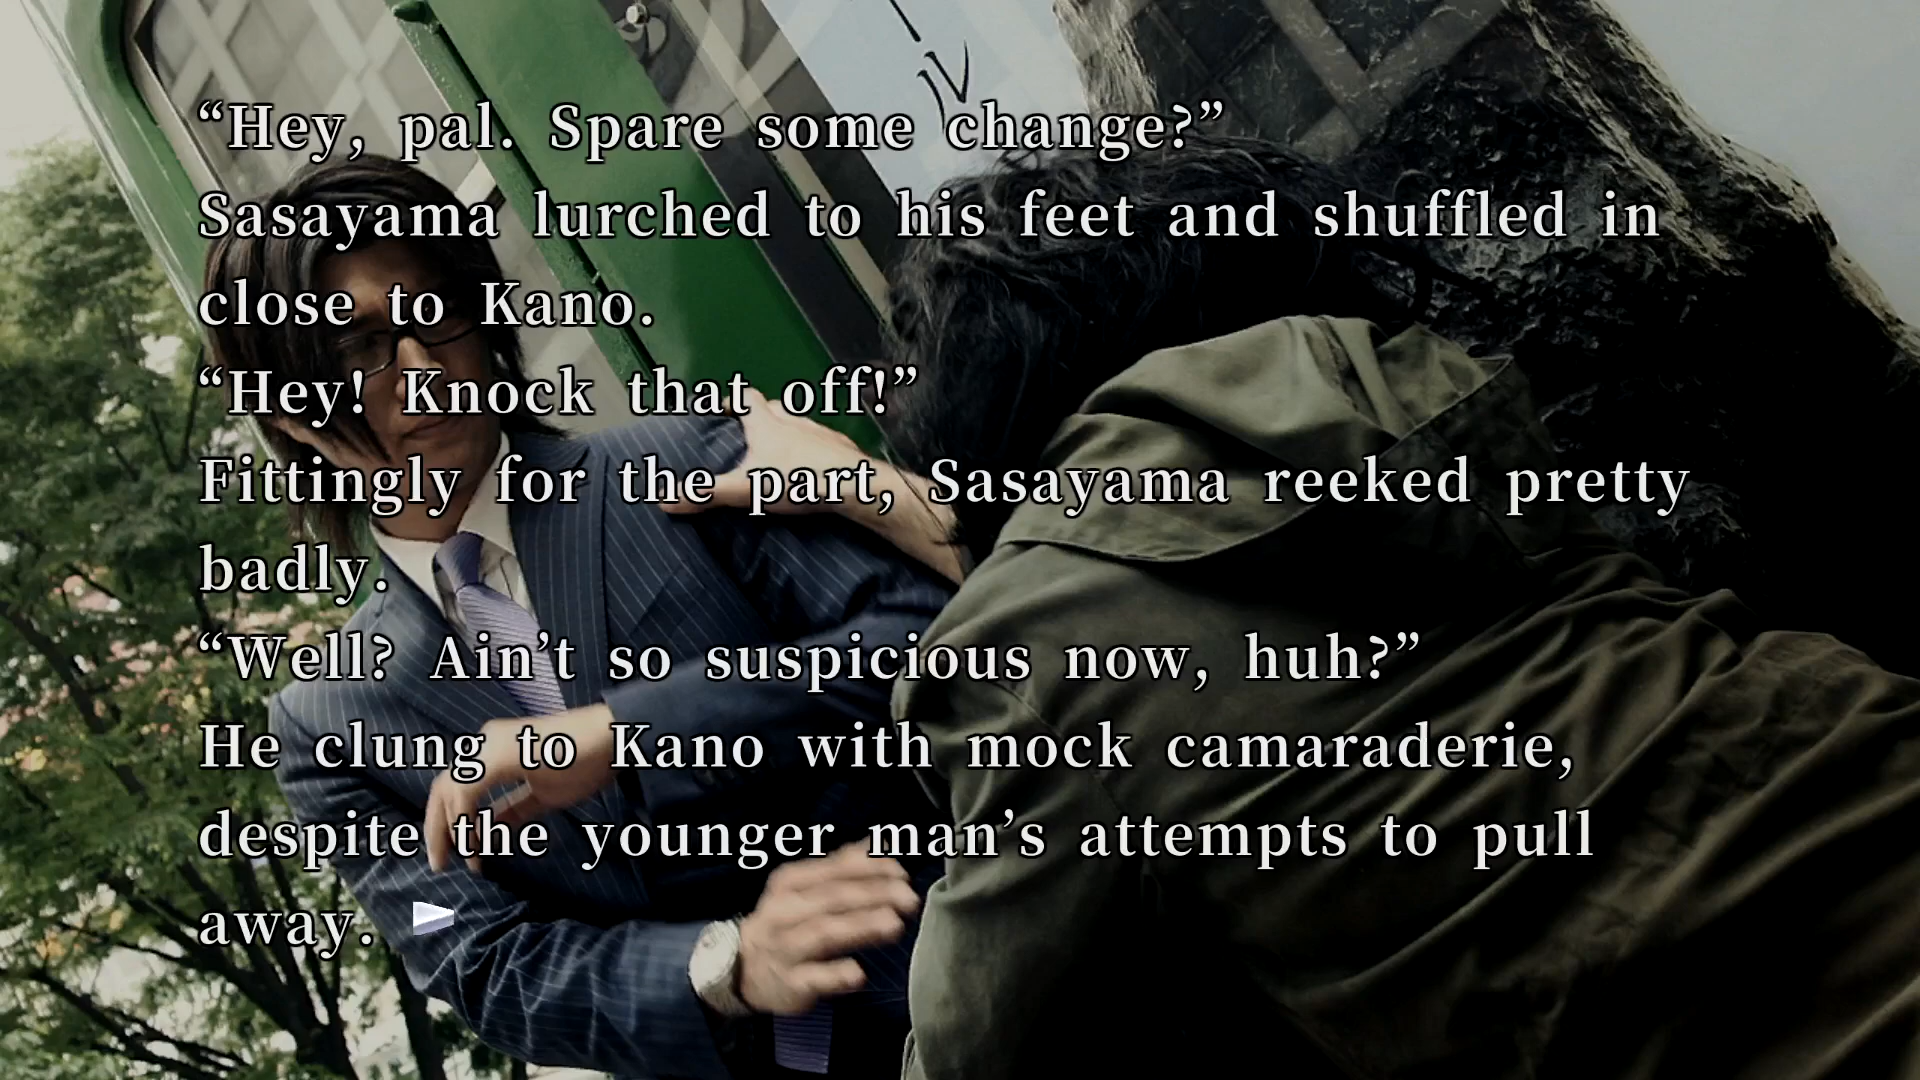 “Hey, pal. Spare some change?”
Sasayama lurched to his feet and shuffled in
close to Kano.
“Hey! Knock that off!”
Fittingly for the part, Sasayama reeked pretty
badly.
“Well? Ain’t so suspicious now, huh?”
He clung to Kano with mock camaraderie,
despite the younger man’s attempts to pull
away.